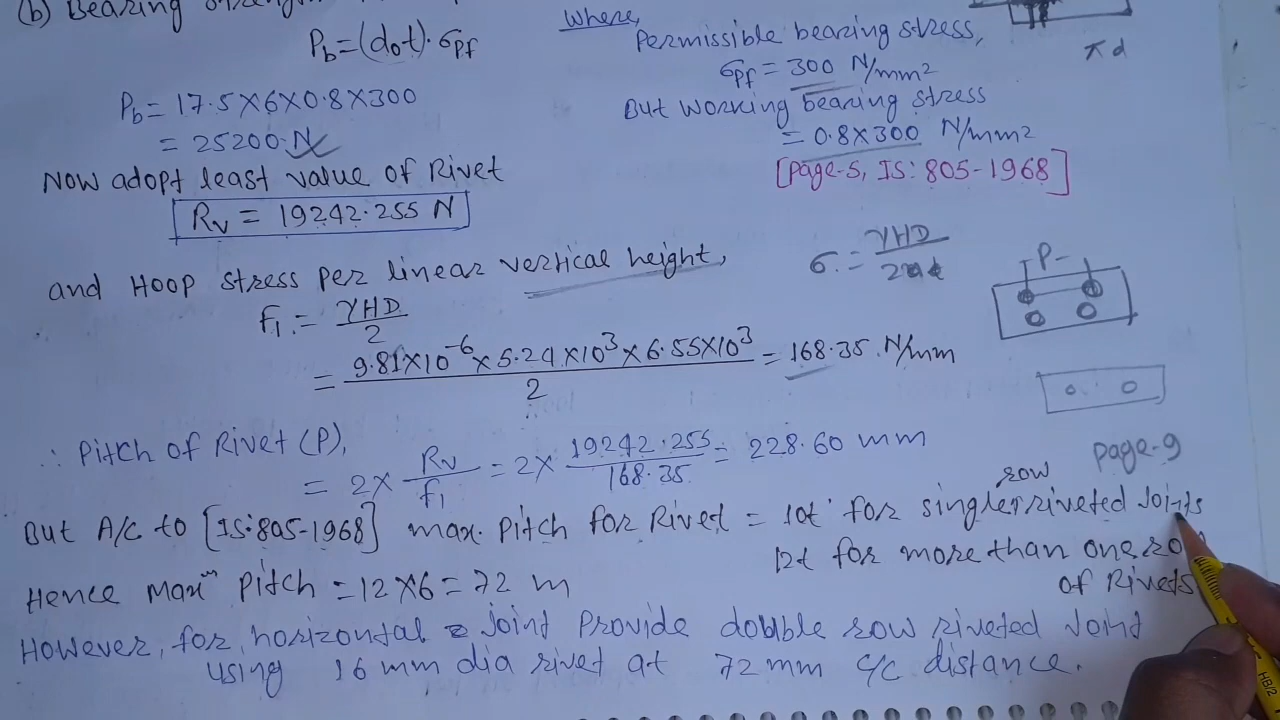 (b) Bearing Strength
Pb = (d₀t)·σpf
Where,
Permissible bearing stress,
σpf = 300 N/mm²
πd
But working bearing stress
= 0.8×300 N/mm²
[Page-5, IS: 805-1968]
Pb = 17.5×6×0.8×300
= 25200 N
Now adopt least value of Rivet
Rv = 19242.255 N
and Hoop stress per linear vertical height,
σ = γHD
P
f₁ = γHD/2
= 9.81×10⁻⁶×5.24×10³×6.55×10³/2 = 168.35 N/mm
∴ Pitch of Rivet (P),
= 2× Rv/f₁ = 2× 19242.255/168.35 = 228.60 mm
Page-9
row
But A/C to [IS:805-1968] max. Pitch for Rivet = 10t for single riveted Joints
12t for more than one row
of Rivets
Hence Maxm Pitch = 12×6 = 72 m
However, for horizontal joint Provide double row riveted Joint
using 16 mm dia rivet at 72 mm c/c distance.
HB/2